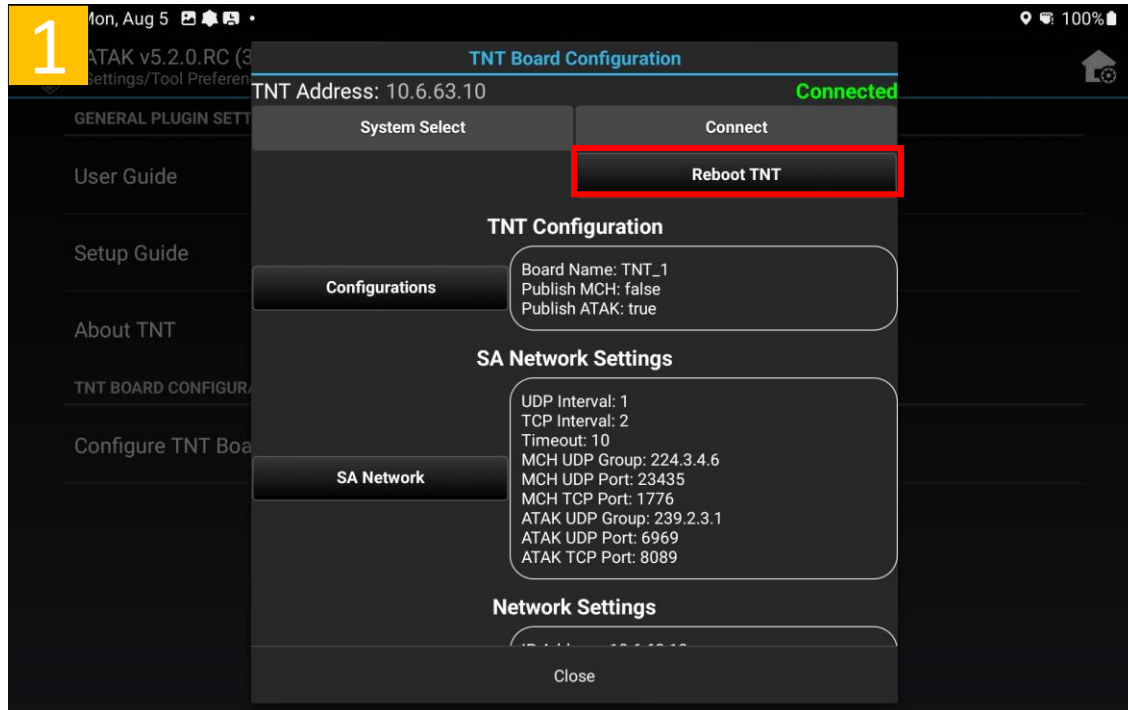 1
Mon, Aug 5
100%
ATAK v5.2.0.RC (3
Settings/Tool Preferen
TNT Board Configuration
TNT Address: 10.6.63.10
Connected
GENERAL PLUGIN SETT
System Select
Connect
User Guide
Reboot TNT
TNT Configuration
Setup Guide
Configurations
Board Name: TNT_1
Publish MCH: false
Publish ATAK: true
About TNT
SA Network Settings
TNT BOARD CONFIGURA
Configure TNT Boa
SA Network
UDP Interval: 1
TCP Interval: 2
Timeout: 10
MCH UDP Group: 224.3.4.6
MCH UDP Port: 23435
MCH TCP Port: 1776
ATAK UDP Group: 239.2.3.1
ATAK UDP Port: 6969
ATAK TCP Port: 8089
Network Settings
Close